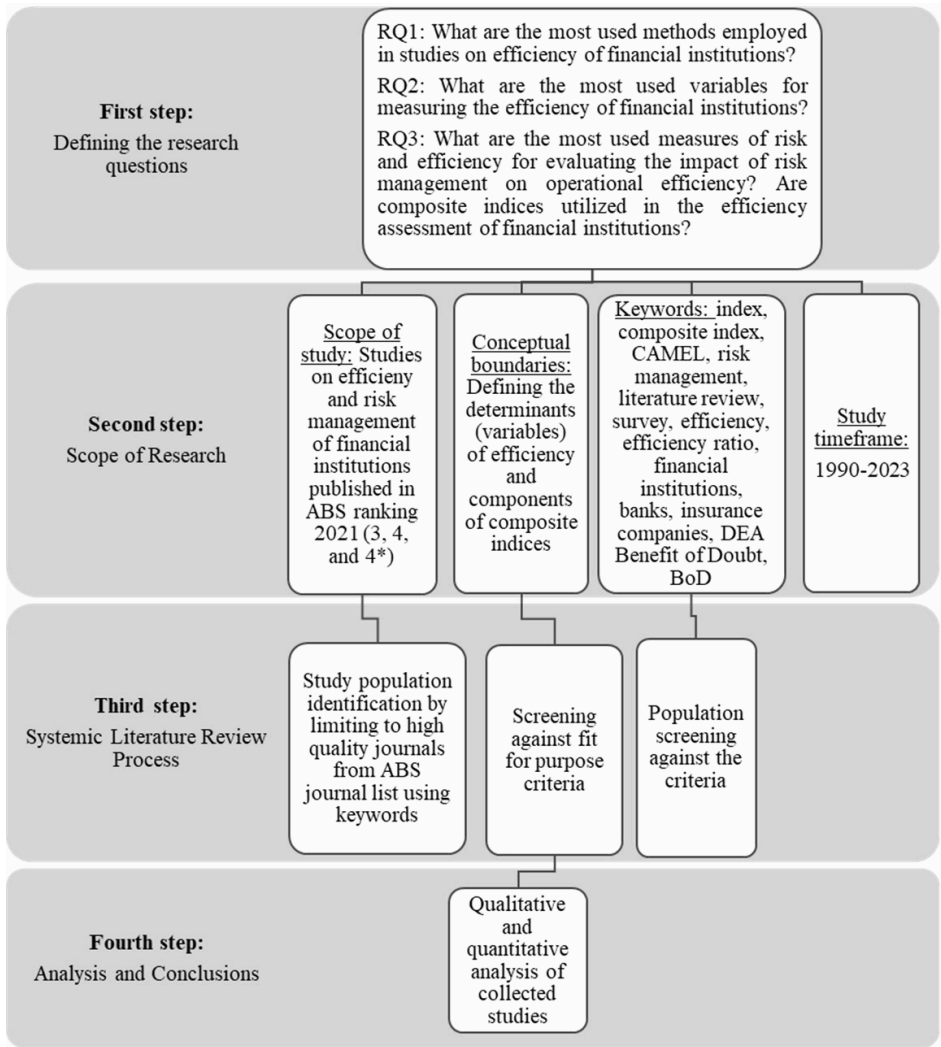 First step:
Defining the research
questions
RQ1: What are the most used methods employed
in studies on efficiency of financial institutions?
RQ2: What are the most used variables for
measuring the efficiency of financial institutions?
RQ3: What are the most used measures of risk
and efficiency for evaluating the impact of risk
management on operational efficiency? Are
composite indices utilized in the efficiency
assessment of financial institutions?
Second step:
Scope of Research
Scope of
study: Studies
on efficieny
and risk
management
of financial
institutions
published in
ABS ranking
2021 (3, 4,
and 4*)
Conceptual
boundaries:
Defining the
determinants
(variables)
of efficiency
and
components
of composite
indices
Keywords: index,
composite index,
CAMEL, risk
management,
literature review,
survey, efficiency,
efficiency ratio,
financial
institutions,
banks, insurance
companies, DEA
Benefit of Doubt,
BoD
Study
timeframe:
1990-2023
Third step:
Systemic Literature Review
Process
Study population
identification by
limiting to high
quality journals
from ABS
journal list using
keywords
Screening
against fit
for purpose
criteria
Population
screening
against the
criteria
Fourth step:
Analysis and Conclusions
Qualitative
and
quantitative
analysis of
collected
studies